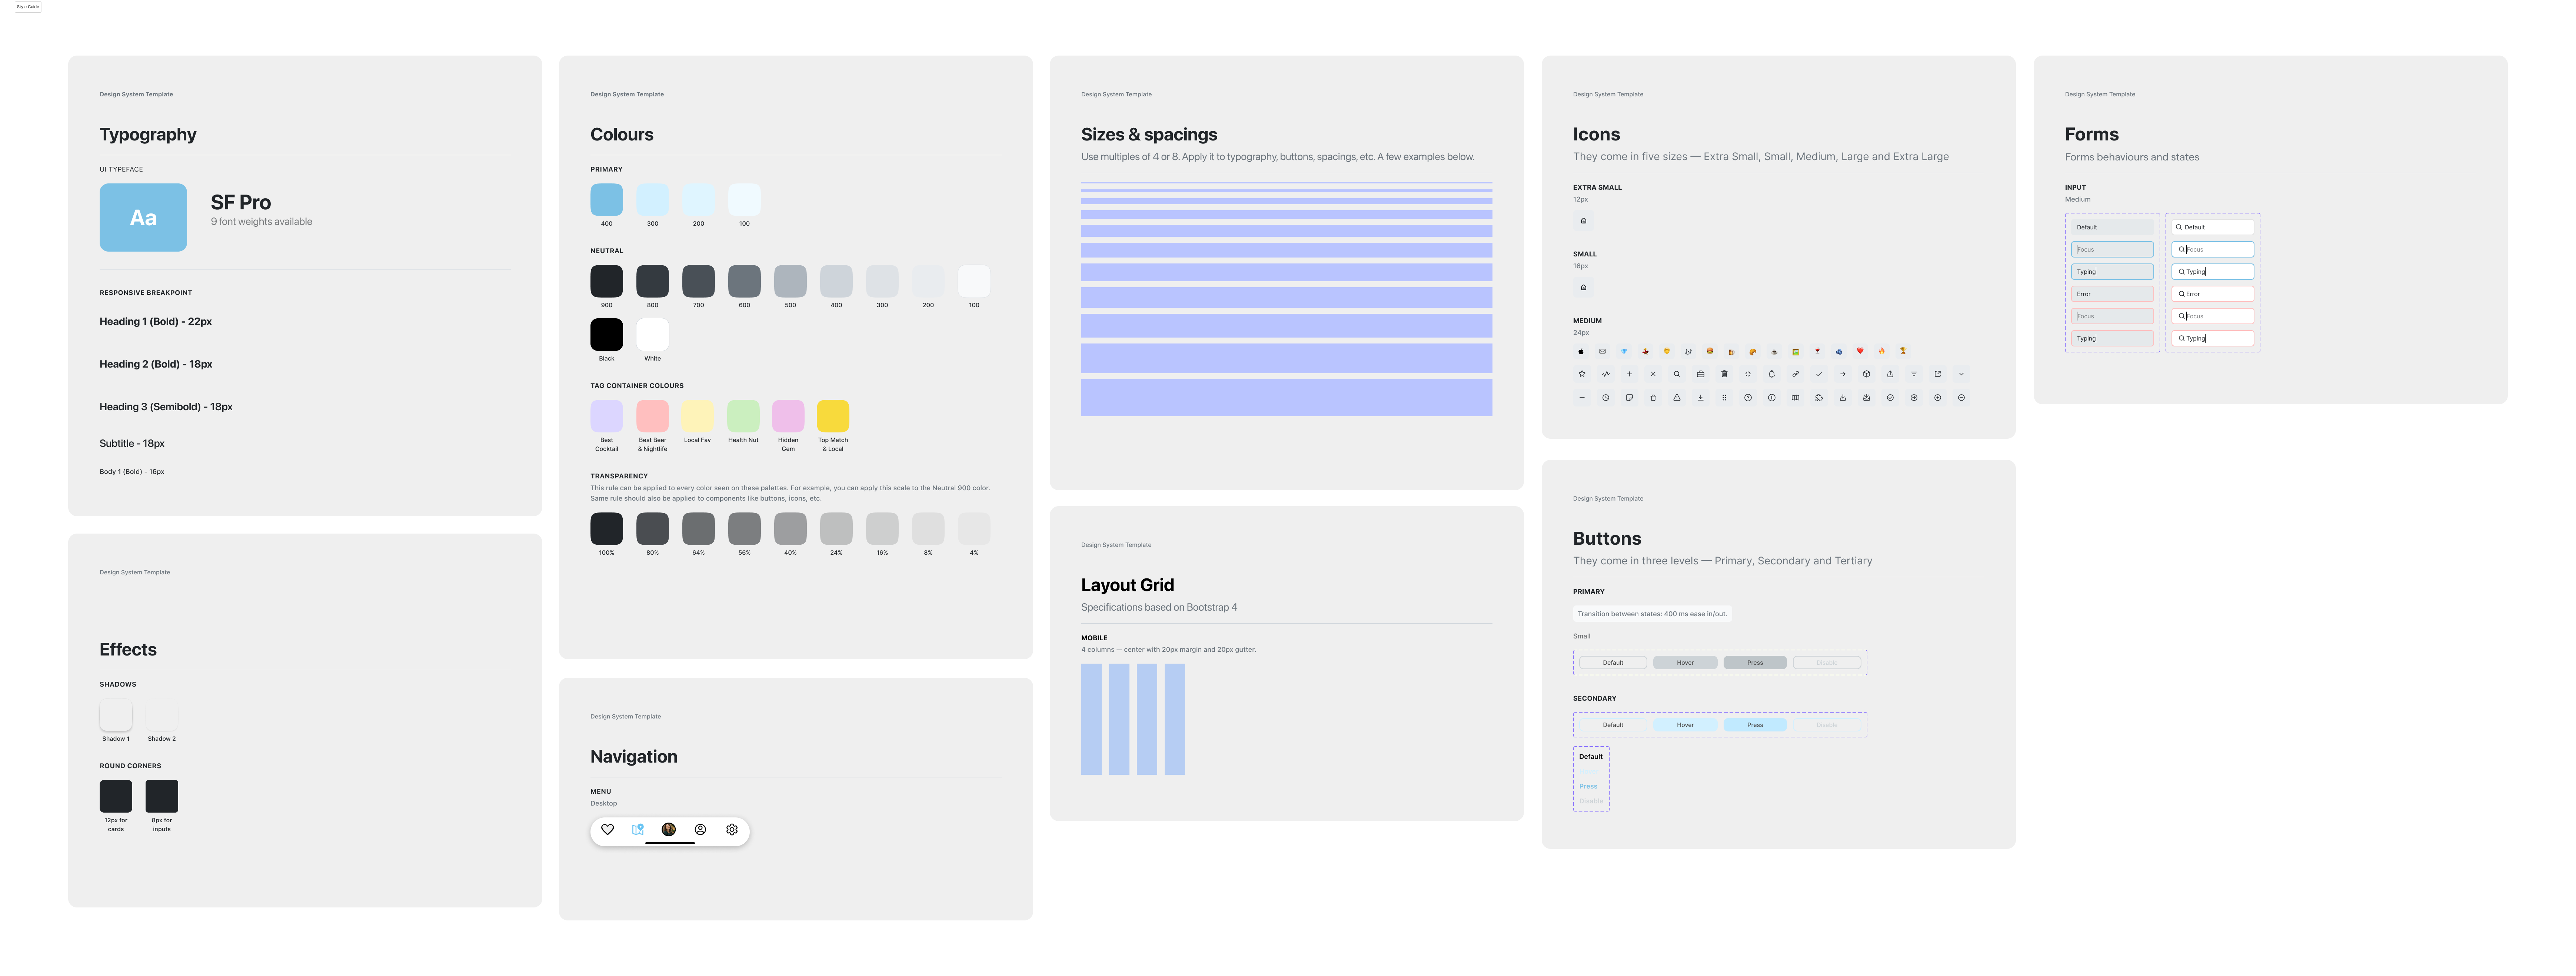 Style Guide
Design System Template
Typography
UI TYPEFACE
Aa
SF Pro
9 font weights available
RESPONSIVE BREAKPOINT
Heading 1 (Bold) - 22px
Heading 2 (Bold) - 18px
Heading 3 (Semibold) - 18px
Subtitle - 18px
Body 1 (Bold) - 16px
Design System Template
Effects
SHADOWS
Shadow 1
Shadow 2
ROUND CORNERS
12px for
cards
8px for
inputs
Design System Template
Colours
PRIMARY
400
300
200
100
NEUTRAL
900
800
700
600
500
400
300
200
100
Black
White
TAG CONTAINER COLOURS
Best
Cocktail
Best Beer
& Nightlife
Local Fav
Health Nut
Hidden
Gem
Top Match
& Local
TRANSPARENCY
This rule can be applied to every color seen on these palettes. For example, you can apply this scale to the Neutral 900 color.
Same rule should also be applied to components like buttons, icons, etc.
100%
80%
64%
56%
40%
24%
16%
8%
4%
Design System Template
Navigation
MENU
Desktop
Design System Template
Sizes & spacings
Use multiples of 4 or 8. Apply it to typography, buttons, spacings, etc. A few examples below.
Design System Template
Layout Grid
Specifications based on Bootstrap 4
MOBILE
4 columns — center with 20px margin and 20px gutter.
Design System Template
Icons
They come in five sizes — Extra Small, Small, Medium, Large and Extra Large
EXTRA SMALL
12px
SMALL
16px
MEDIUM
24px
Design System Template
Buttons
They come in three levels — Primary, Secondary and Tertiary
PRIMARY
Transition between states: 400 ms ease in/out.
Small
Default
Hover
Press
Disable
SECONDARY
Default
Hover
Press
Disable
Default
Press
Disable
Design System Template
Forms
Forms behaviours and states
INPUT
Medium
Default
Default
Focus
Focus
Typing
Typing
Error
Error
Focus
Focus
Typing
Typing